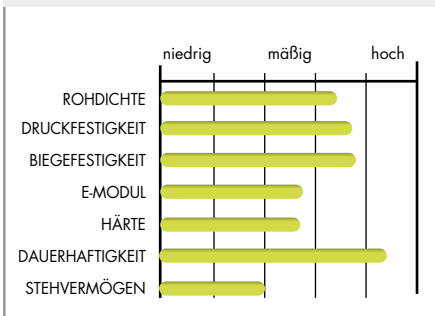 niedrig mäßig hoch
ROHDICHTE
DRUCKFESTIGKEIT
BIEGEFESTIGKEIT
E-MODUL
HÄRTE
DAUERHAFTIGKEIT
STEHVERMÖGEN